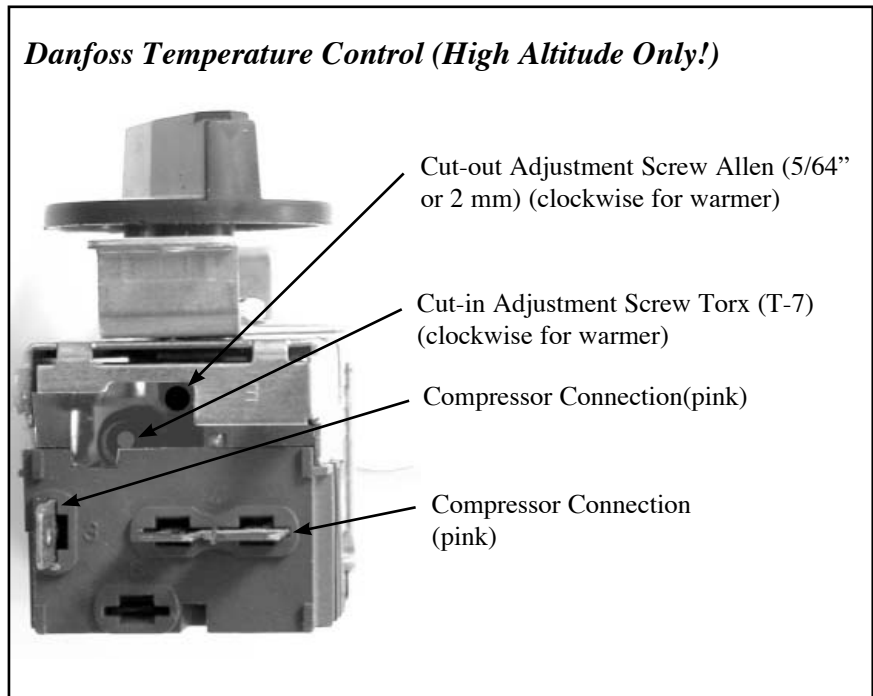 Danfoss Temperature Control (High Altitude Only!)
Cut-out Adjustment Screw Allen (5/64”
or 2 mm) (clockwise for warmer)
Cut-in Adjustment Screw Torx (T-7)
(clockwise for warmer)
Compressor Connection(pink)
Compressor Connection
(pink)